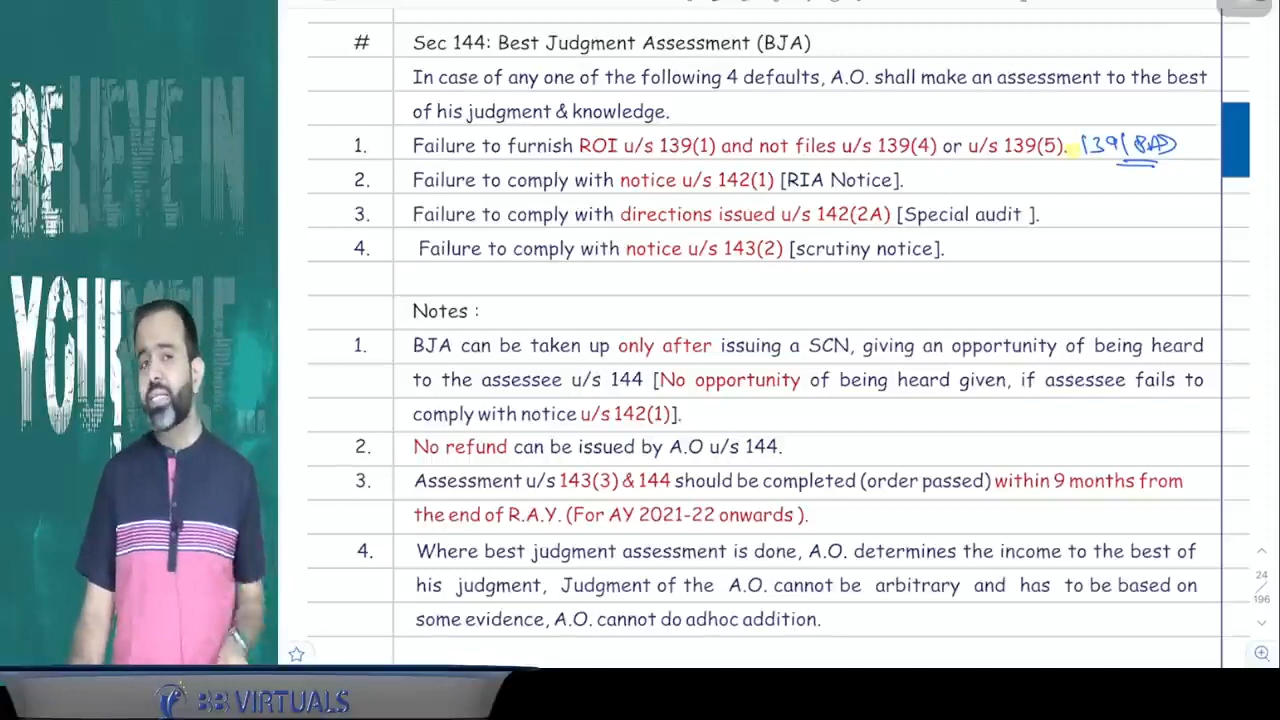 BELIEVE IN
YOU
# Sec 144: Best Judgment Assessment (BJA)
In case of any one of the following 4 defaults, A.O. shall make an assessment to the best
of his judgment & knowledge.
1. Failure to furnish ROI u/s 139(1) and not files u/s 139(4) or u/s 139(5). 139(8A)
2. Failure to comply with notice u/s 142(1) [RIA Notice].
3. Failure to comply with directions issued u/s 142(2A) [Special audit ].
4. Failure to comply with notice u/s 143(2) [scrutiny notice].
Notes :
1. BJA can be taken up only after issuing a SCN, giving an opportunity of being heard
to the assessee u/s 144 [No opportunity of being heard given, if assessee fails to
comply with notice u/s 142(1)].
2. No refund can be issued by A.O u/s 144.
3. Assessment u/s 143(3) & 144 should be completed (order passed) within 9 months from
the end of R.A.Y. (For AY 2021-22 onwards ).
4. Where best judgment assessment is done, A.O. determines the income to the best of
his judgment, Judgment of the A.O. cannot be arbitrary and has to be based on
some evidence, A.O. cannot do adhoc addition.
24
196
BB VIRTUALS